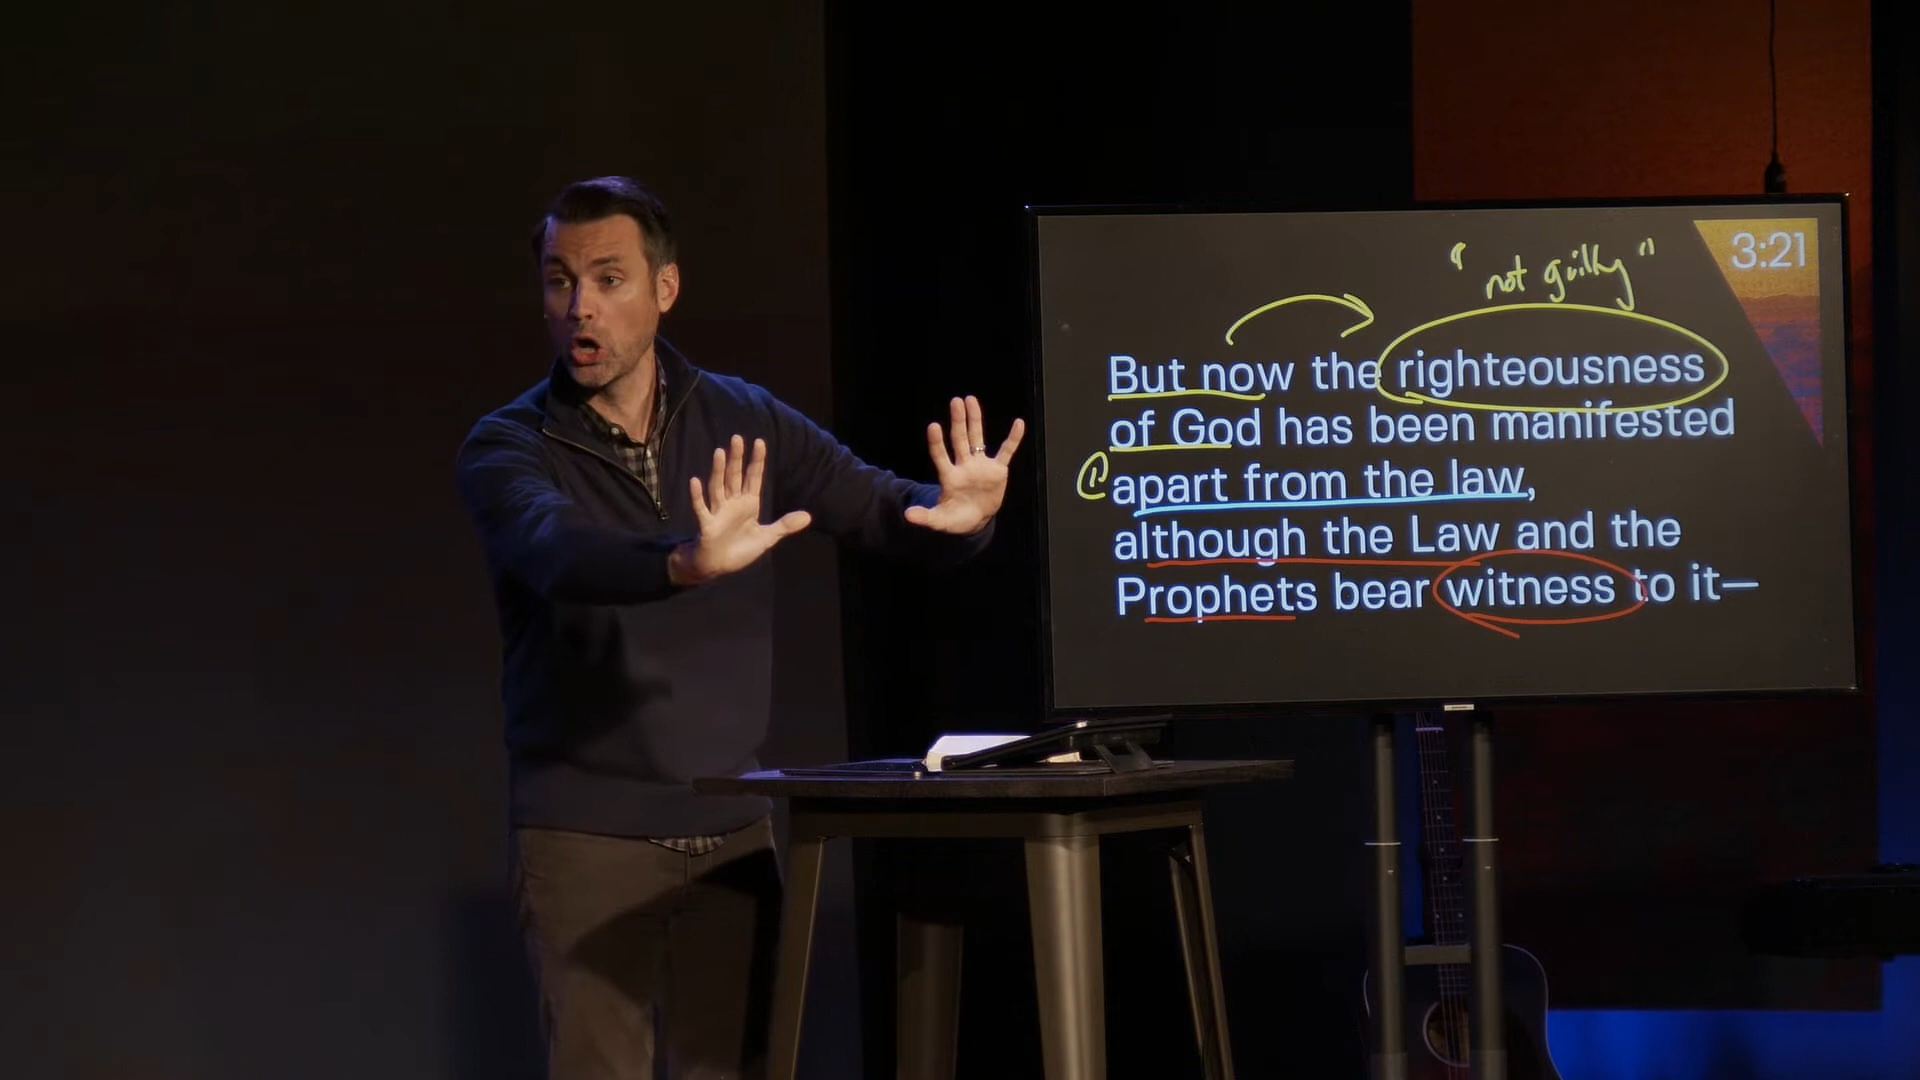 3:21
"not guilty"
But now the righteousness
of God has been manifested
① apart from the law,
although the Law and the
Prophets bear witness to it—